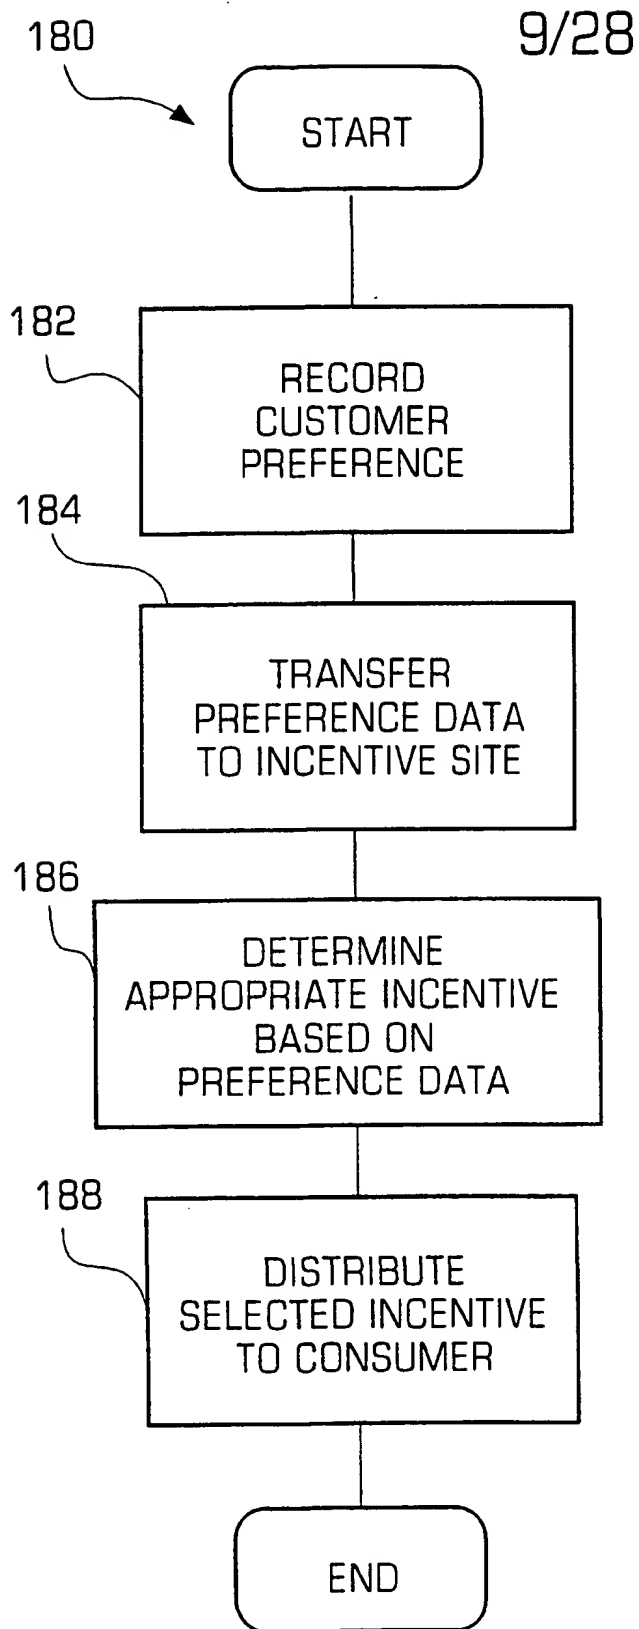 9/28
180
START
182
RECORD
CUSTOMER
PREFERENCE
184
TRANSFER
PREFERENCE DATA
TO INCENTIVE SITE
186
DETERMINE
APPROPRIATE INCENTIVE
BASED ON
PREFERENCE DATA
188
DISTRIBUTE
SELECTED INCENTIVE
TO CONSUMER
END